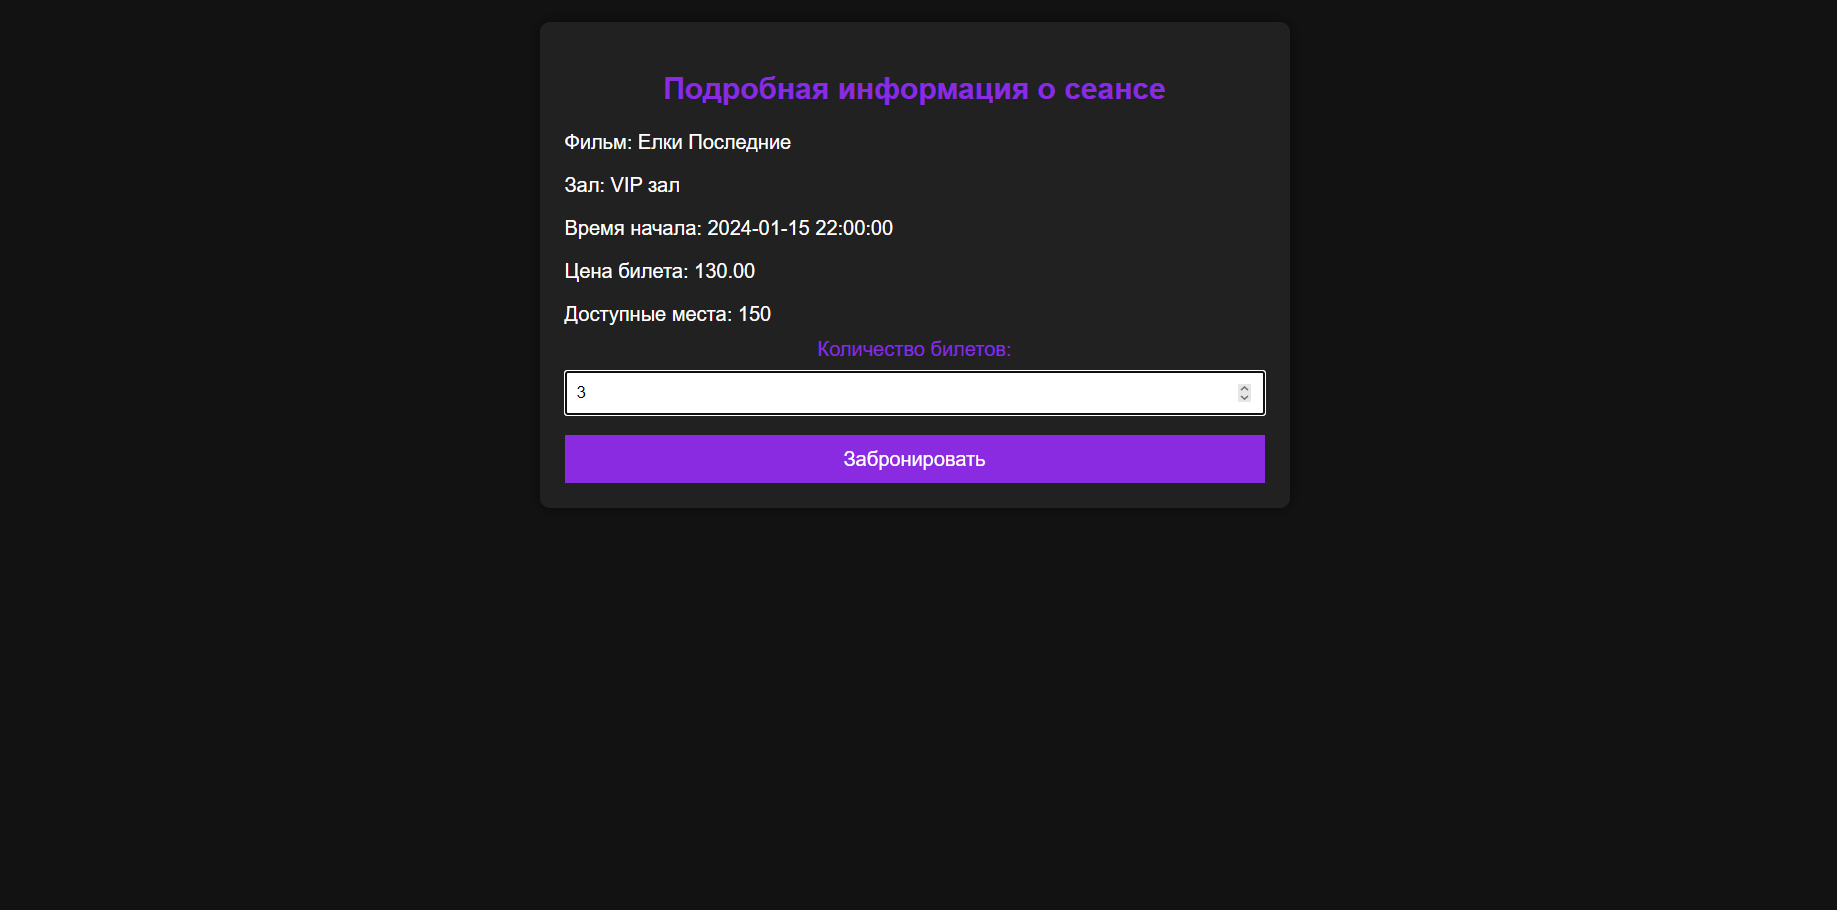 Подробная информация о сеансе
Фильм: Елки Последние
Зал: VIP зал
Время начала: 2024-01-15 22:00:00
Цена билета: 130.00
Доступные места: 150
Количество билетов:
3
Забронировать